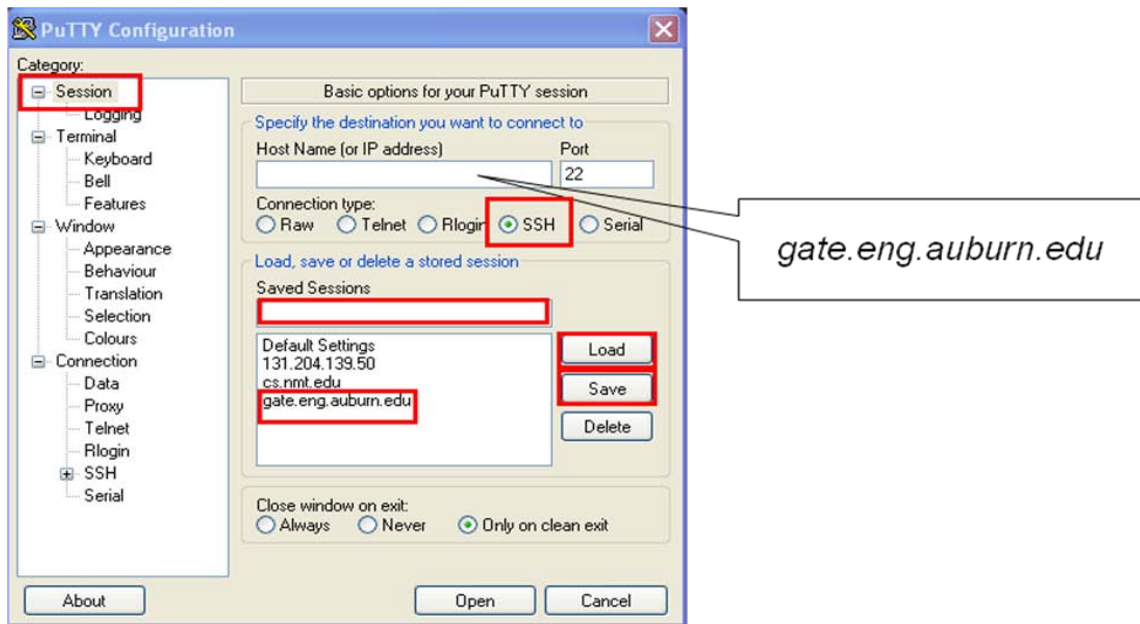 PuTTY Configuration
Category:
Session
Logging
Terminal
Keyboard
Bell
Features
Window
Appearance
Behaviour
Translation
Selection
Colours
Connection
Data
Proxy
Telnet
Rlogin
SSH
Serial
Basic options for your PuTTY session
Specify the destination you want to connect to
Host Name (or IP address) Port
22
Connection type:
Raw Telnet Rlogin SSH Serial
Load, save or delete a stored session
Saved Sessions
Default Settings
131.204.139.50
cs.nmt.edu
gate.eng.auburn.edu
Load
Save
Delete
Close window on exit:
Always Never Only on clean exit
About Open Cancel
gate.eng.auburn.edu